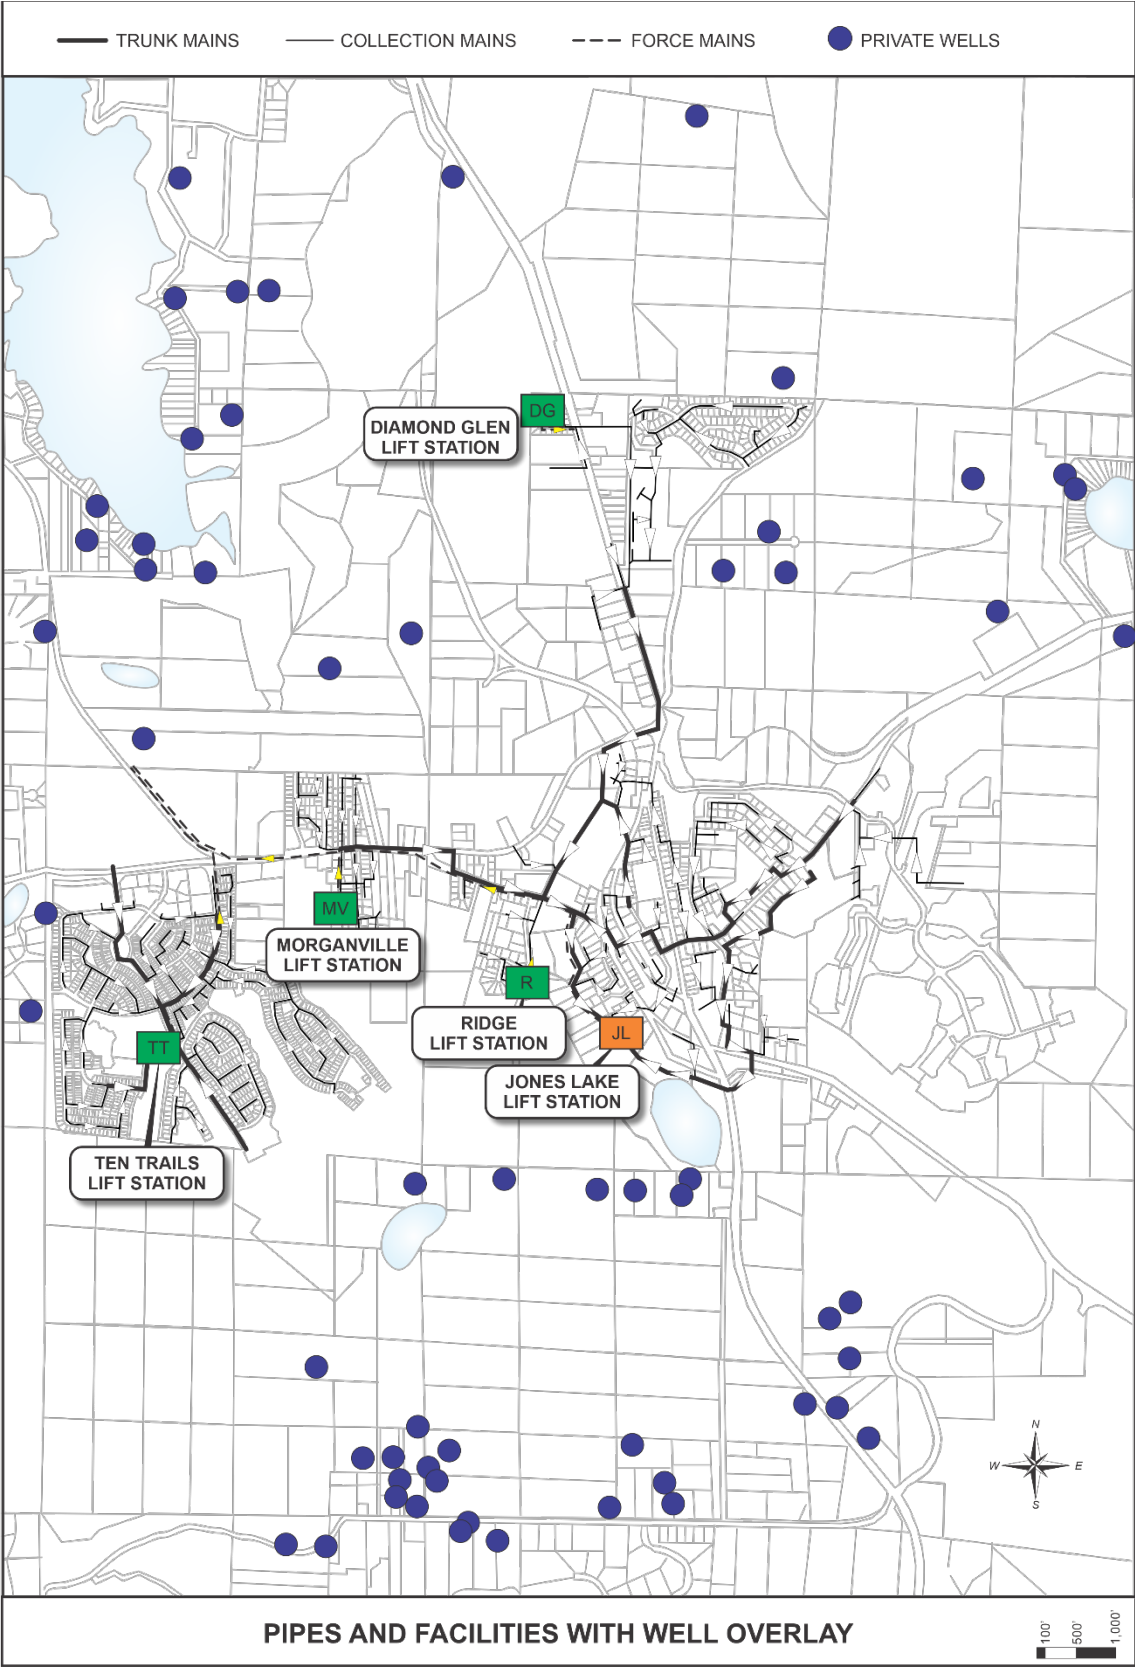 TRUNK MAINS
COLLECTION MAINS
FORCE MAINS
PRIVATE WELLS
DG
DIAMOND GLEN
LIFT STATION
MV
MORGANVILLE
LIFT STATION
R
RIDGE
LIFT STATION
JL
JONES LAKE
LIFT STATION
TT
TEN TRAILS
LIFT STATION
N
W
E
S
PIPES AND FACILITIES WITH WELL OVERLAY
100'
500'
1,000'